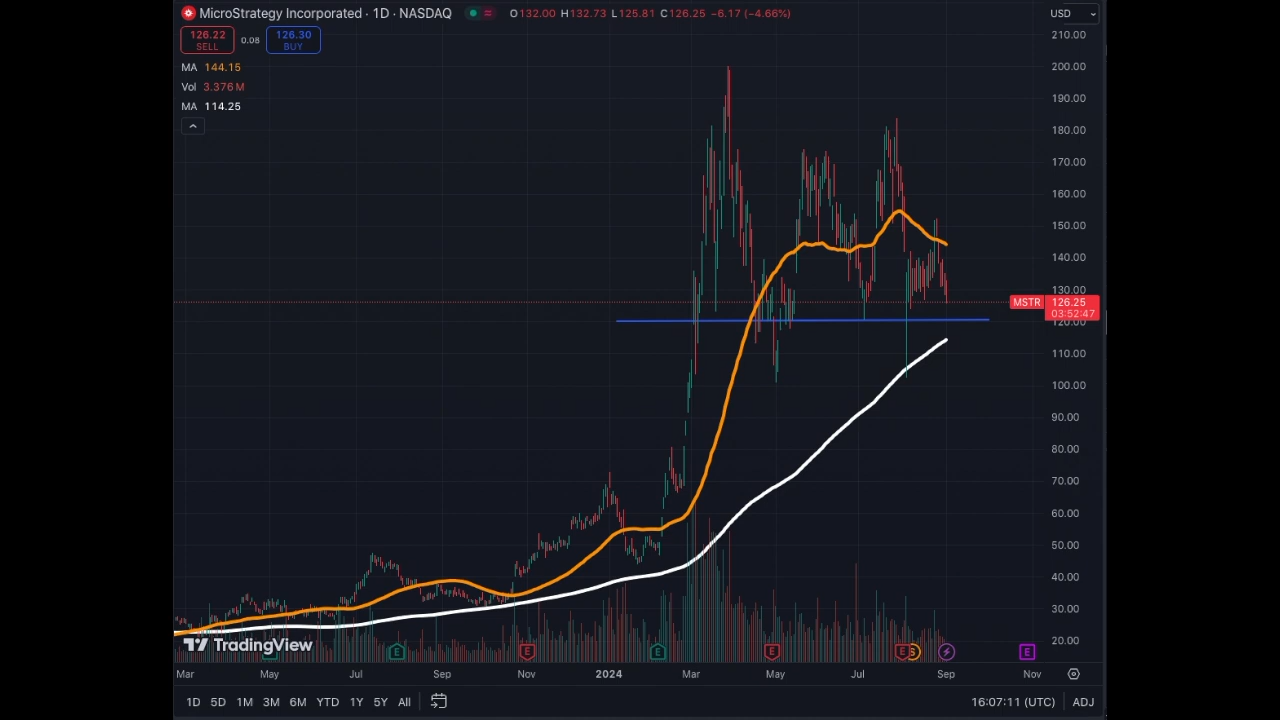 MicroStrategy Incorporated · 1D · NASDAQ O132.00 H132.73 L125.81 C126.25 −6.17 (−4.66%) USD
126.22 SELL 0.08 126.30 BUY
MA 144.15
Vol 3.376 M
MA 114.25
210.00
200.00
190.00
180.00
170.00
160.00
150.00
140.00
130.00
MSTR 126.25
03:52:47
120.00
110.00
100.00
90.00
80.00
70.00
60.00
50.00
40.00
30.00
20.00
TradingView
E E E E E E S E
Mar May Jul Sep Nov 2024 Mar May Jul Sep Nov
1D 5D 1M 3M 6M YTD 1Y 5Y All 16:07:11 (UTC) ADJ